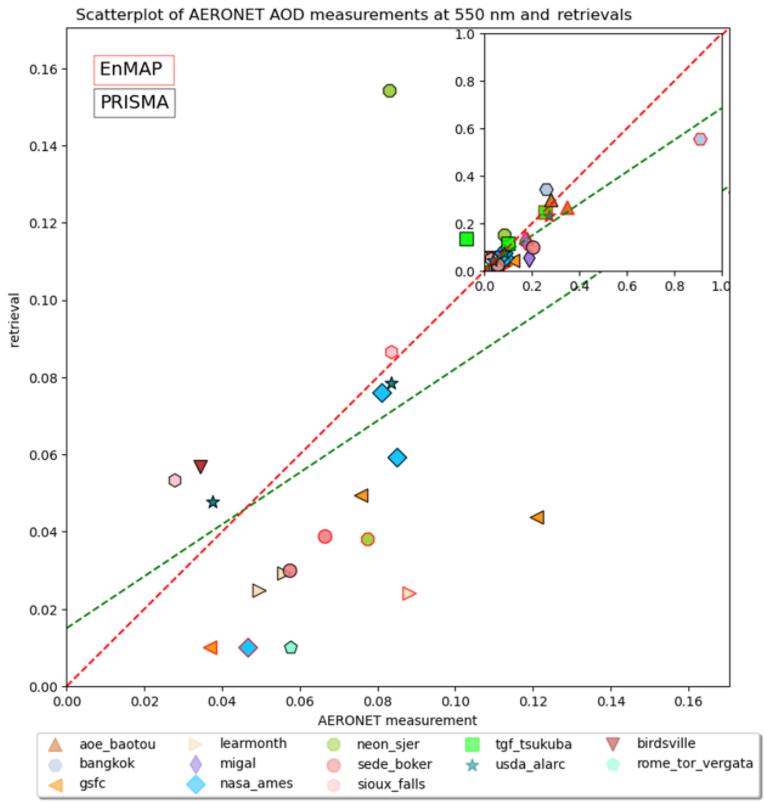 Scatterplot of AERONET AOD measurements at 550 nm and retrievals
EnMAP
PRISMA
retrieval
0.16
0.14
0.12
0.10
0.08
0.06
0.04
0.02
0.00
0.00 0.02 0.04 0.06 0.08 0.10 0.12 0.14 0.16
AERONET measurement
1.0
0.8
0.6
0.4
0.2
0.0
0.0 0.2 0.4 0.6 0.8 1.0
aoe_baotou learmonth neon_sjer tgf_tsukuba birdsville
bangkok migal sede_boker usda_alarc rome_tor_vergata
gsfc nasa_ames sioux_falls